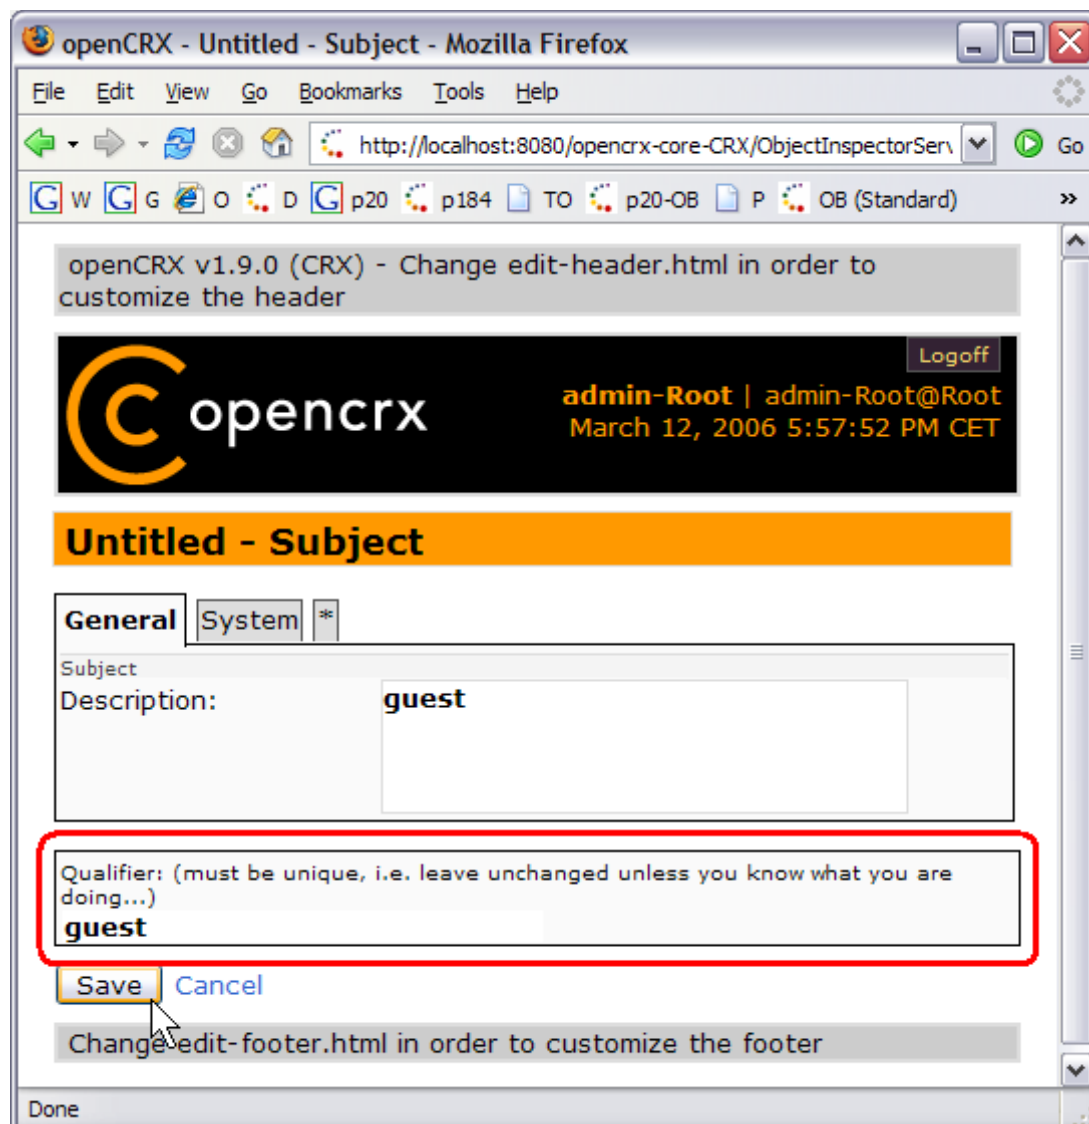 openCRX - Untitled - Subject - Mozilla Firefox
File Edit View Go Bookmarks Tools Help
http://localhost:8080/opencrx-core-CRX/ObjectInspectorServ Go
G W G G O D G p20 p184 TO p20-OB P OB (Standard) »
openCRX v1.9.0 (CRX) - Change edit-header.html in order to
customize the header
Logoff
opencrx
admin-Root | admin-Root@Root
March 12, 2006 5:57:52 PM CET
Untitled - Subject
General System *
Subject
Description: guest
Qualifier: (must be unique, i.e. leave unchanged unless you know what you are
doing...)
guest
Save Cancel
Change edit-footer.html in order to customize the footer
Done